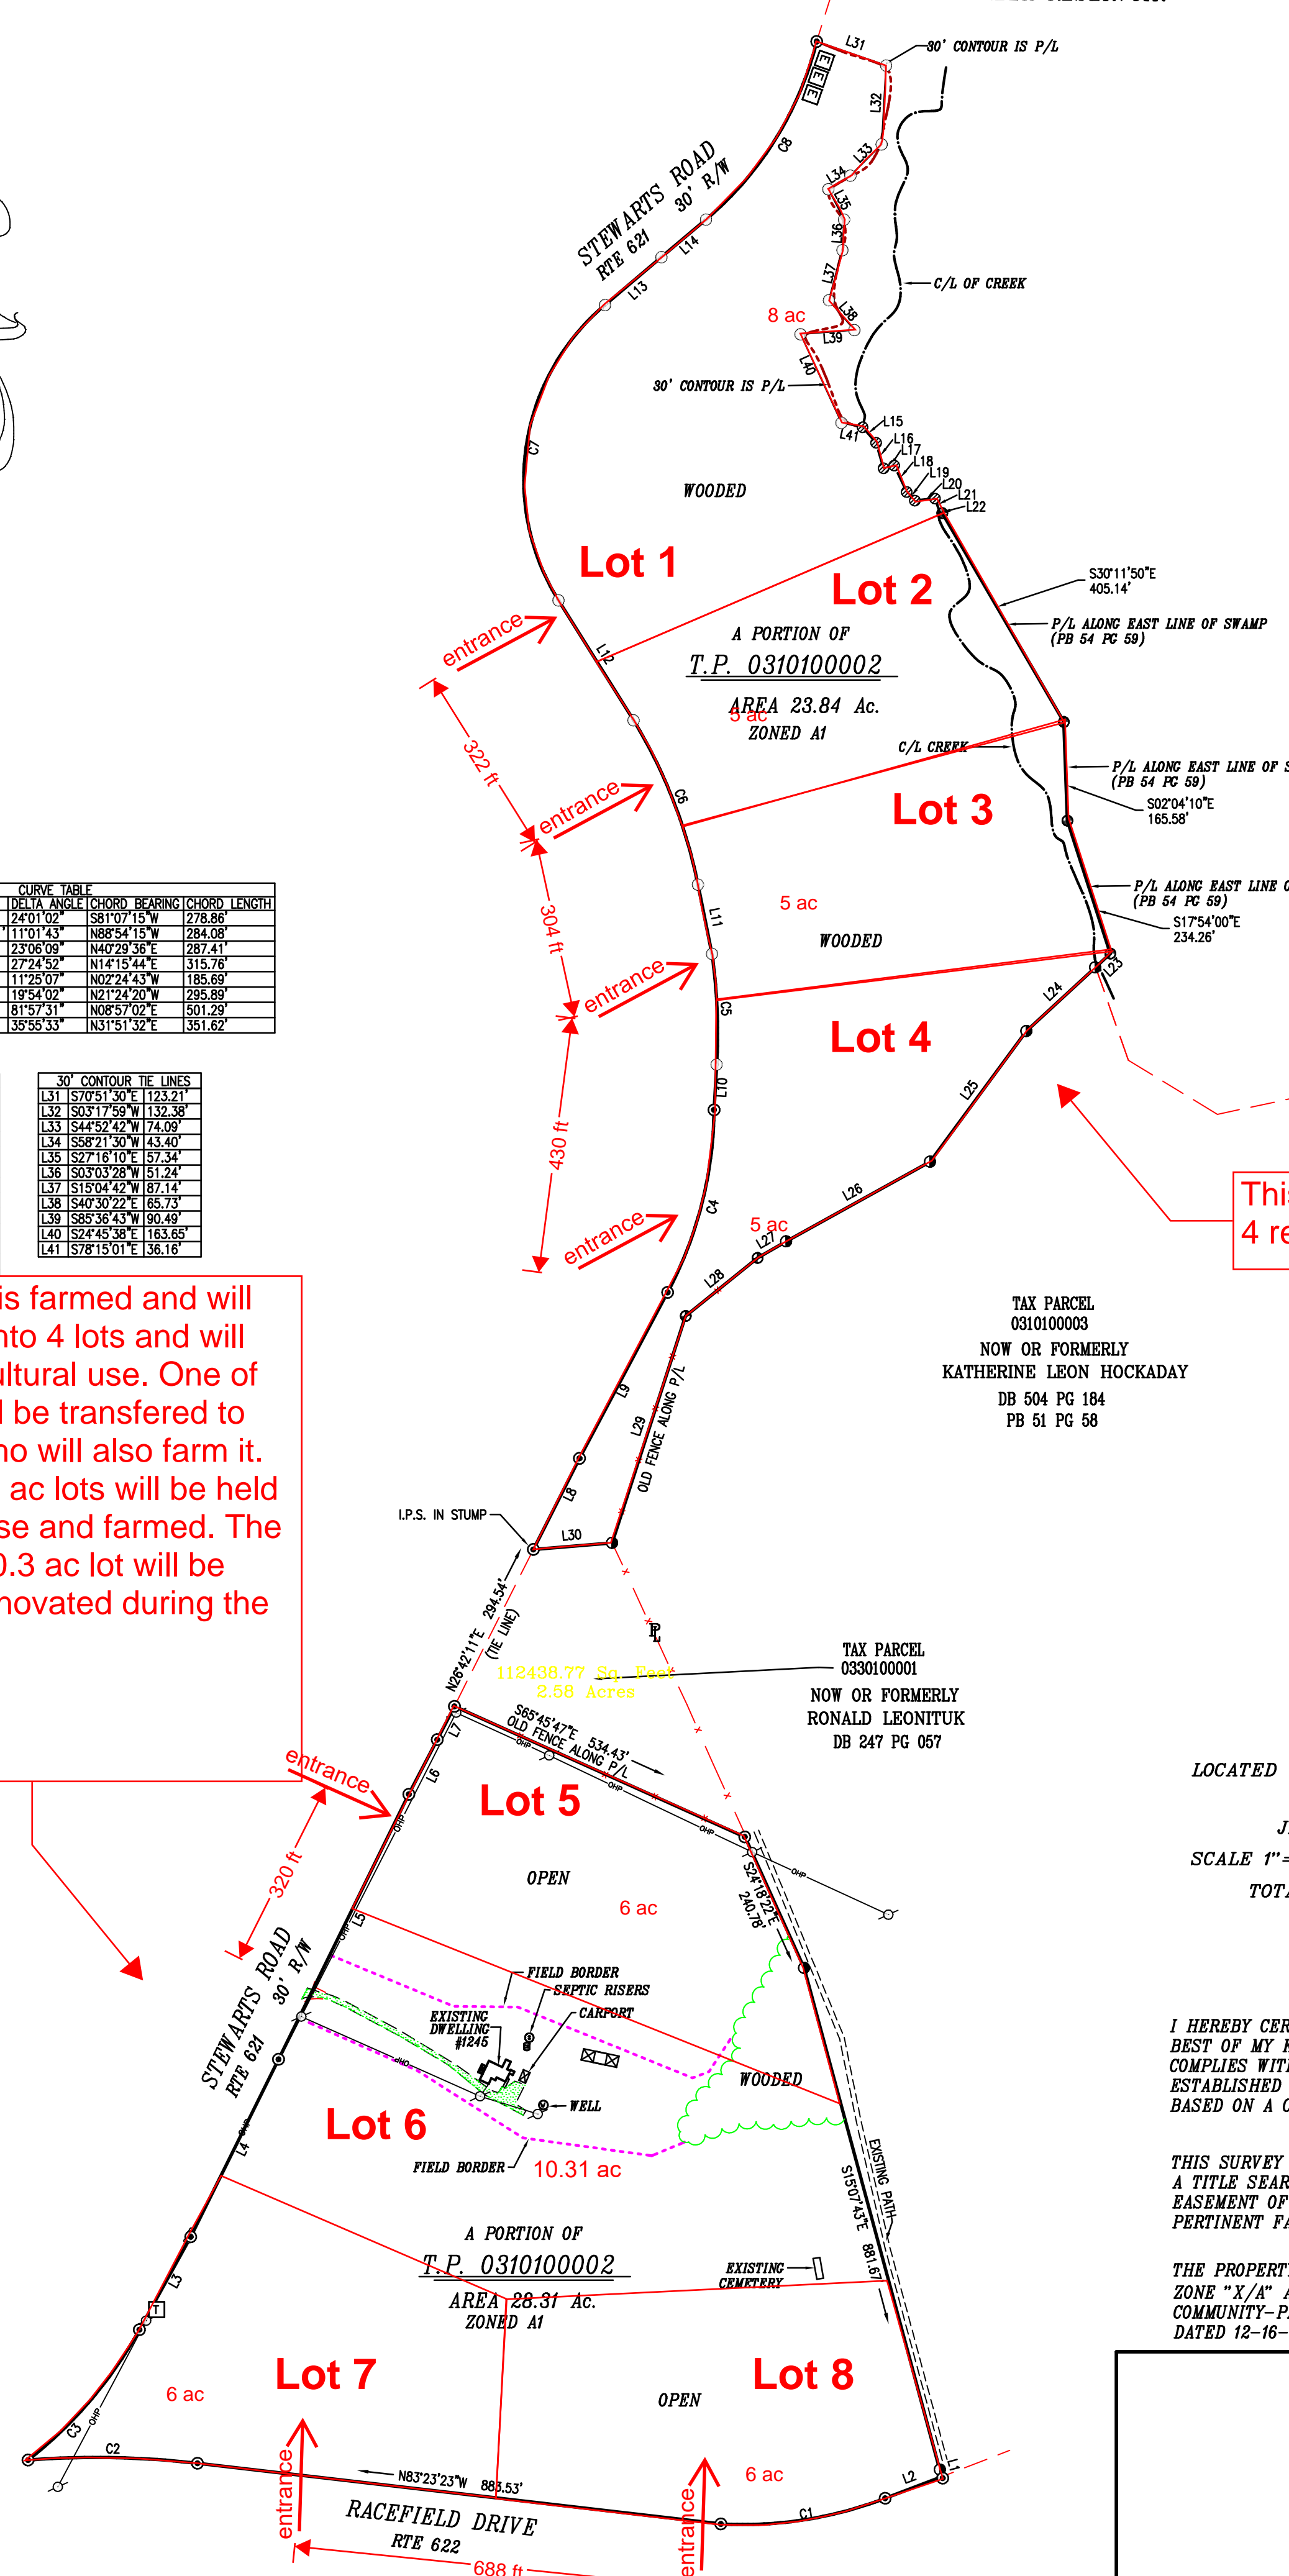 L31
30' CONTOUR IS P/L
E E E
L32
C8
L33
STEWARTS ROAD
30' R/W
RTE 621
L34
L35
L14
L36
L37
C/L OF CREEK
L13
L38
8 ac
L39
L40
30' CONTOUR IS P/L
L15
L41
L16
C7
L17
L18
L19
WOODED
L20
L21
L22
Lot 1
S30°11'50"E
405.14'
Lot 2
entrance
P/L ALONG EAST LINE OF SWAMP
(PB 54 PG 59)
A PORTION OF
L12
T.P. 0310100002
AREA 23.84 Ac.
5 ac
ZONED A1
322 ft
C/L CREEK
P/L ALONG EAST LINE OF S
(PB 54 PG 59)
entrance
C6
Lot 3
S02°04'10"E
165.58'
CURVE TABLE
DELTA ANGLE CHORD BEARING CHORD LENGTH
24°01'02" S81°07'15"W 278.86'
11°01'43" N88°54'15"W 284.08'
23°06'09" N40°29'36"E 287.41'
27°24'52" N14°15'44"E 315.76'
11°25'07" N02°24'43"W 185.69'
19°54'02" N21°24'20"W 295.89'
81°57'31" N08°57'02"E 501.29'
35°55'33" N31°51'32"E 351.62'
P/L ALONG EAST LINE O
(PB 54 PG 59)
5 ac
304 ft
L11
S17°54'00"E
234.26'
WOODED
entrance
L23
C5
L24
Lot 4
30' CONTOUR TIE LINES
L31 S70°51'30"E 123.21'
L32 S03°17'59"W 132.38'
L33 S44°52'42"W 74.09'
L34 S58°21'30"W 43.40'
L35 S27°16'10"E 57.34'
L36 S03°03'28"W 51.24'
L37 S15°04'42"W 87.14'
L38 S40°30'22"E 65.73'
L39 S85°36'43"W 90.49'
L40 S24°45'38"E 163.65'
L41 S78°15'01"E 36.16'
L10
L25
430 ft
This
4 re
L26
C4
5 ac
entrance
L27
L28
is farmed and will
nto 4 lots and will
ultural use. One of
l be transfered to
no will also farm it.
ac lots will be held
se and farmed. The
0.3 ac lot will be
novated during the
TAX PARCEL
0310100003
NOW OR FORMERLY
KATHERINE LEON HOCKADAY
DB 504 PG 184
PB 51 PG 58
L9
L29
OLD FENCE ALONG P/L
L8
I.P.S. IN STUMP
L30
N26°42'11"E 294.54'
(TIE LINE)
PL
TAX PARCEL
0330100001
NOW OR FORMERLY
RONALD LEONITUK
DB 247 PG 057
112438.77 Sq. Feet
2.58 Acres
S65°45'47"E 534.43'
OLD FENCE ALONG P/L
L7
OHP
entrance
L6
Lot 5
OHP
LOCATED
SCALE 1"=
TOTA
OHP
OHP
OHP
320 ft
OPEN
S24°18'22"E
240.78'
6 ac
L5
OHP
STEWARTS ROAD
30' R/W
RTE 621
FIELD BORDER
SEPTIC RISERS
EXISTING
DWELLING
#1245
CARPORT
OHP
WOODED
WELL
Lot 6
OHP
L4
FIELD BORDER
10.31 ac
EXISTING PATH
S15°07'43"E 881.67'
I HEREBY CER
BEST OF MY K
COMPLIES WIT
ESTABLISHED
BASED ON A C
THIS SURVEY
A TITLE SEAR
EASEMENT OF
PERTINENT FA
THE PROPERTY
ZONE "X/A" A
COMMUNITY-P
DATED 12-16-
A PORTION OF
T.P. 0310100002
AREA 28.31 Ac.
ZONED A1
EXISTING
CEMETERY
L3
T
Lot 7
Lot 8
6 ac
OPEN
OHP
C3
C2
entrance
N83°23'23"W 883.53'
6 ac
L1
L2
C1
entrance
RACEFIELD DRIVE
RTE 622
688 ft